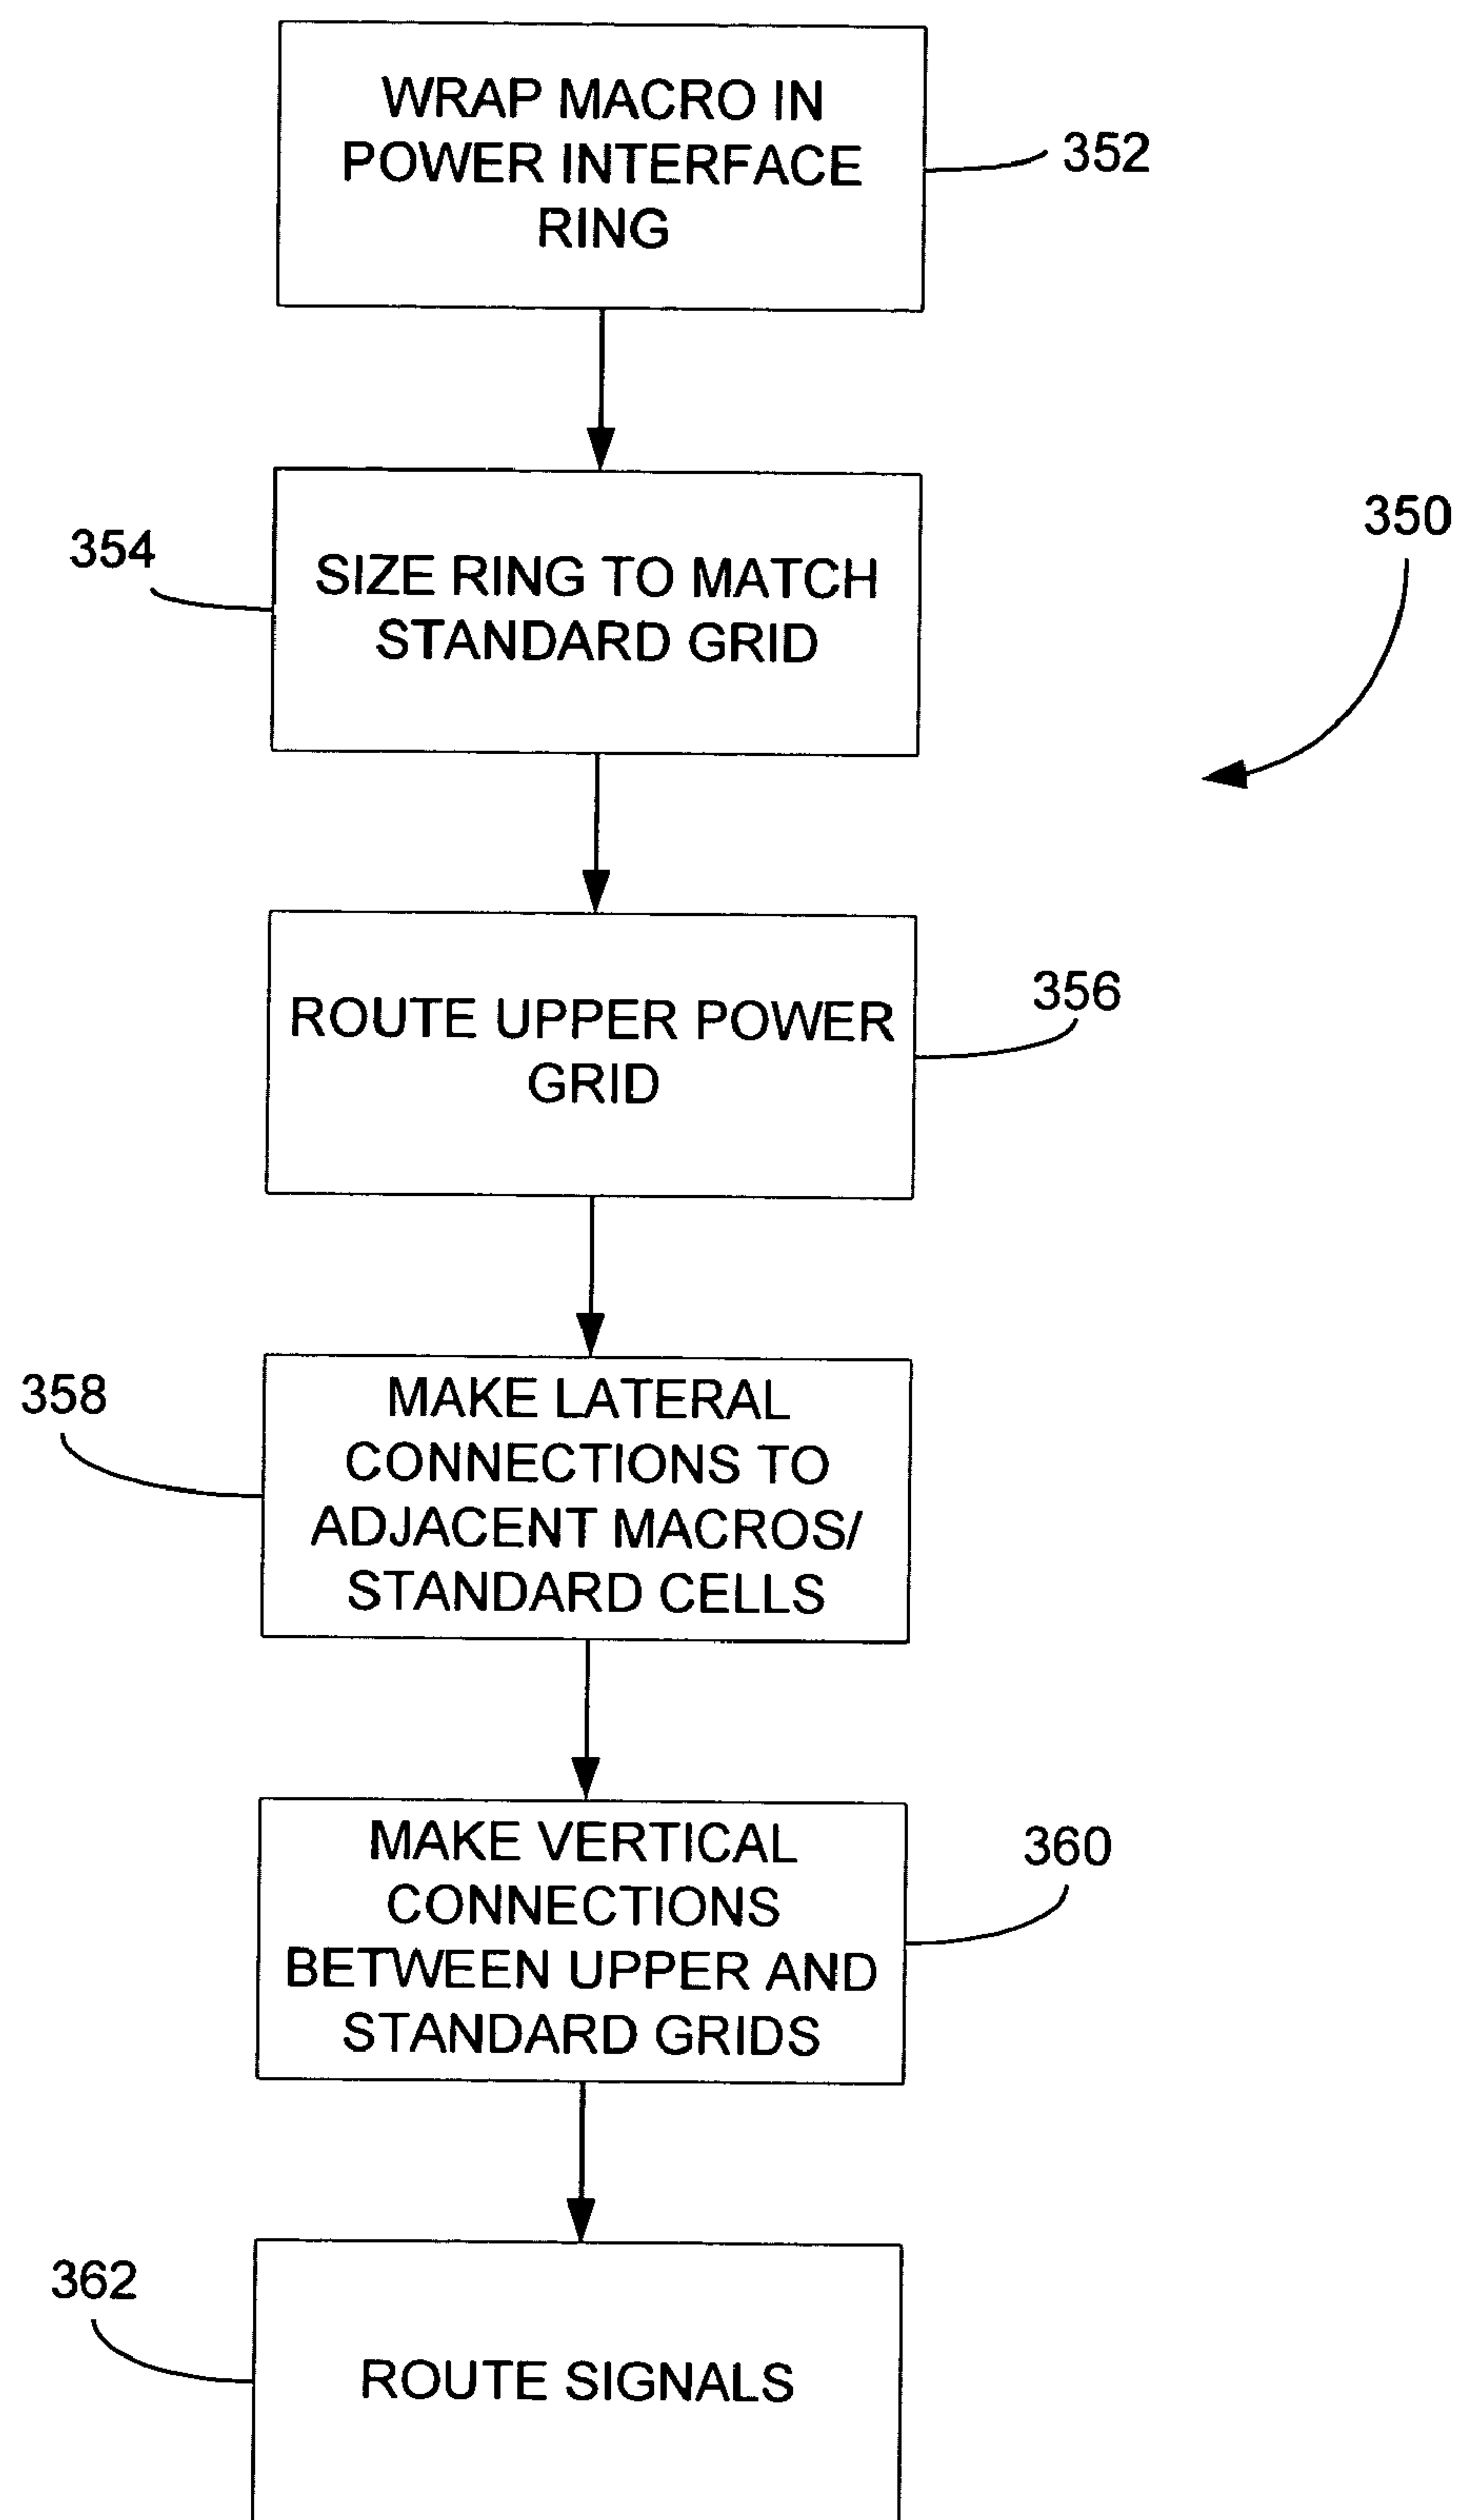 WRAP MACRO IN
POWER INTERFACE
RING
352
354
SIZE RING TO MATCH
STANDARD GRID
350
ROUTE UPPER POWER
GRID
356
358
MAKE LATERAL
CONNECTIONS TO
ADJACENT MACROS/
STANDARD CELLS
MAKE VERTICAL
CONNECTIONS
BETWEEN UPPER AND
STANDARD GRIDS
360
362
ROUTE SIGNALS